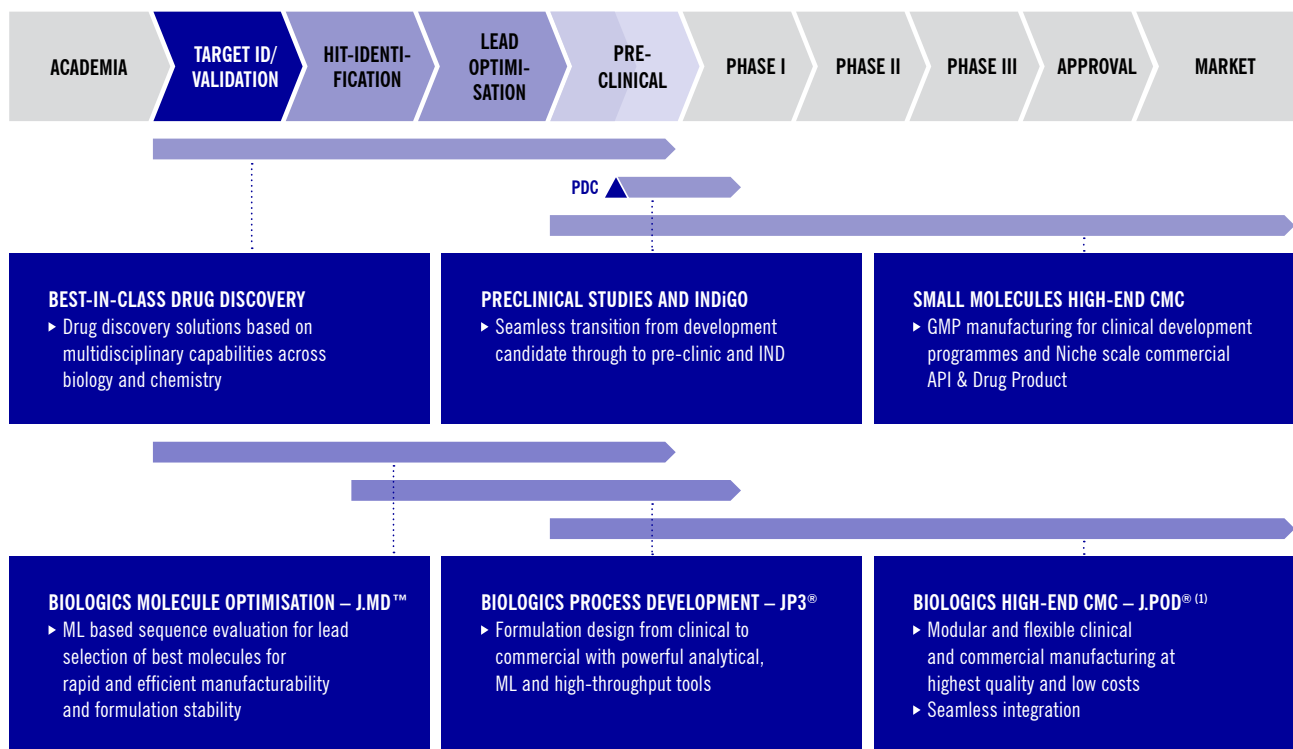 ACADEMIA
TARGET ID/
VALIDATION
HIT-IDENTI-
FICATION
LEAD
OPTIMI-
SATION
PRE-
CLINICAL
PHASE I
PHASE II
PHASE III
APPROVAL
MARKET
PDC
BEST-IN-CLASS DRUG DISCOVERY
▸ Drug discovery solutions based on
multidisciplinary capabilities across
biology and chemistry
PRECLINICAL STUDIES AND INDiGO
▸ Seamless transition from development
candidate through to pre-clinic and IND
SMALL MOLECULES HIGH-END CMC
▸ GMP manufacturing for clinical development
programmes and Niche scale commercial
API & Drug Product
BIOLOGICS MOLECULE OPTIMISATION – J.MD™
▸ ML based sequence evaluation for lead
selection of best molecules for
rapid and efficient manufacturability
and formulation stability
BIOLOGICS PROCESS DEVELOPMENT – JP3®
▸ Formulation design from clinical to
commercial with powerful analytical,
ML and high-throughput tools
BIOLOGICS HIGH-END CMC – J.POD® (1)
▸ Modular and flexible clinical
and commercial manufacturing at
highest quality and low costs
▸ Seamless integration